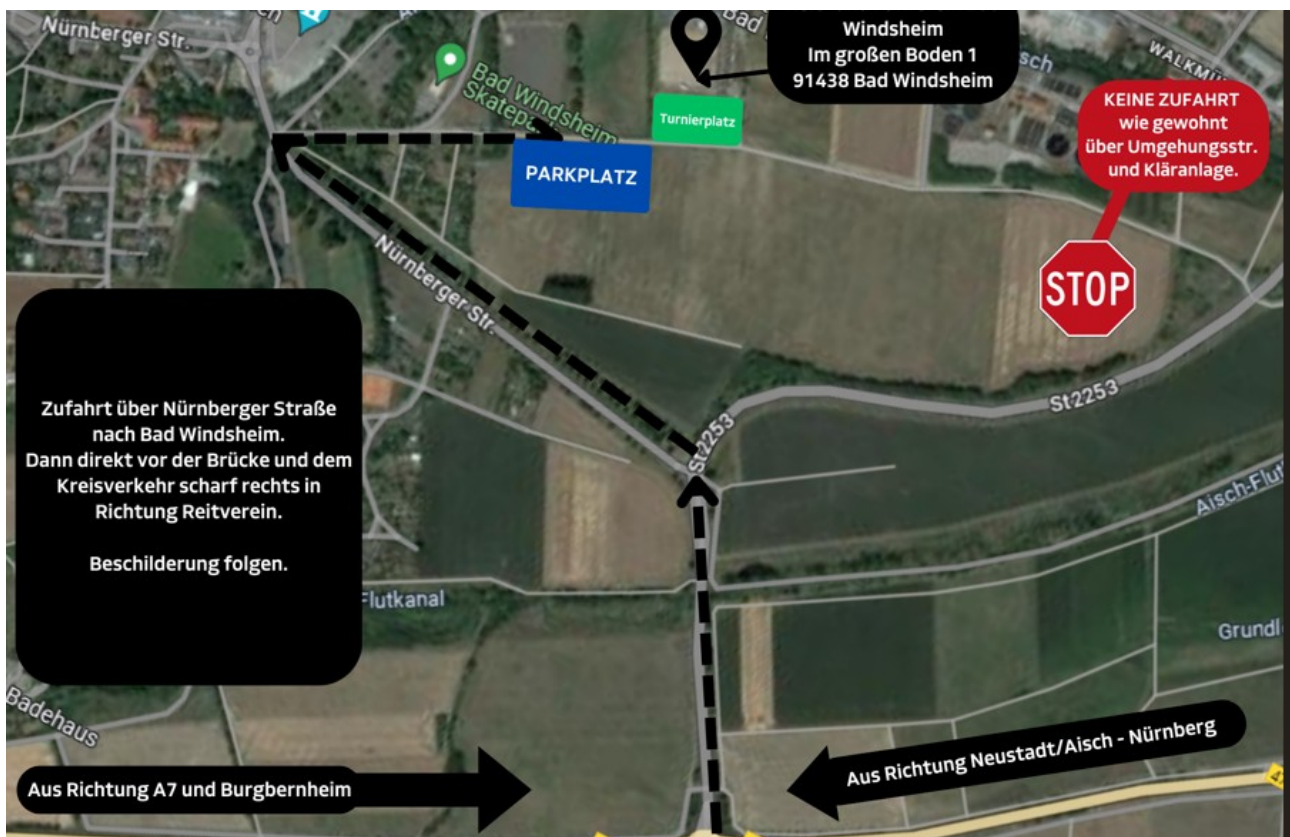 Nürnberger Str.
Bad
Windsheim
Im großen Boden 1
91438 Bad Windsheim
Bad Windsheim
Skatepa
Turnierplatz
PARKPLATZ
KEINE ZUFAHRT
wie gewohnt
über Umgehungsstr.
und Kläranlage.
STOP
Nürnberger Str.
St2253
St2253
Zufahrt über Nürnberger Straße
nach Bad Windsheim.
Dann direkt vor der Brücke und dem
Kreisverkehr scharf rechts in
Richtung Reitverein.
Beschilderung folgen.
Flutkanal
Aisch-Flut
Grundl
Badehaus
Aus Richtung A7 und Burgbernheim
Aus Richtung Neustadt/Aisch - Nürnberg